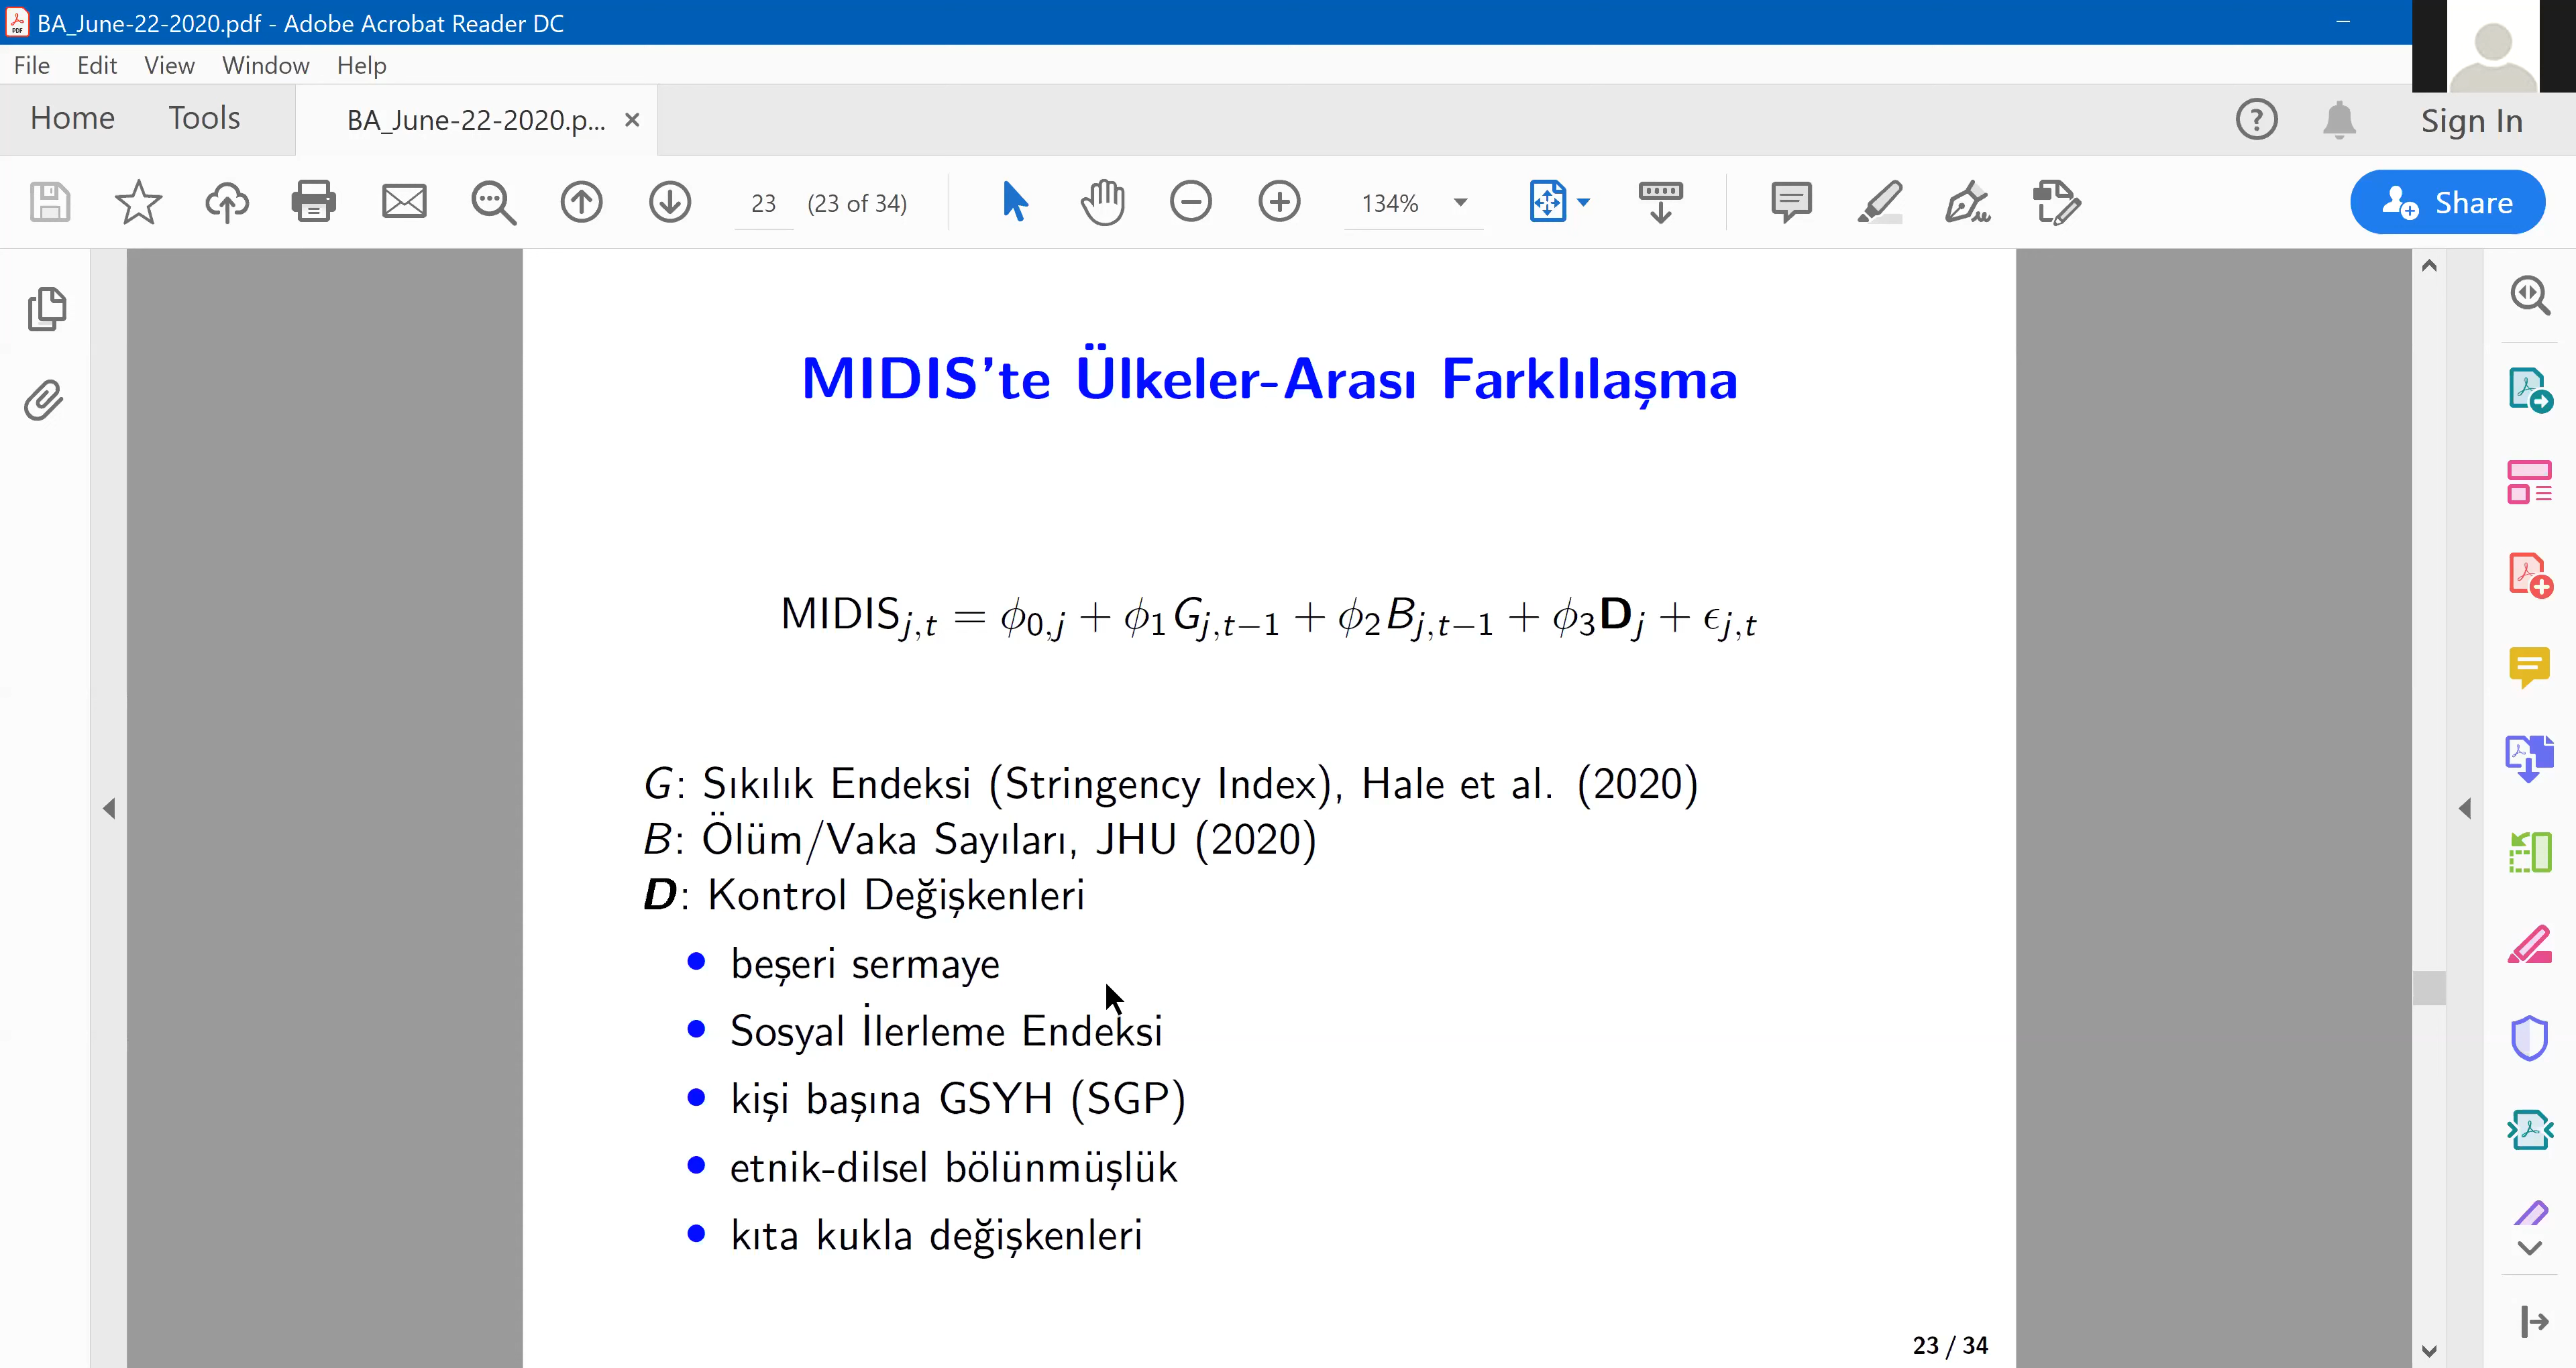 BA_June-22-2020.pdf - Adobe Acrobat Reader DC
File Edit View Window Help
Home Tools BA_June-22-2020.p... × Sign In
23 (23 of 34) 134% Share
MIDIS'te Ülkeler-Arası Farklılaşma
MIDIS_{j,t} = ϕ_{0,j} + ϕ_1 G_{j,t−1} + ϕ_2 B_{j,t−1} + ϕ_3 D_j + ϵ_{j,t}
G: Sıkılık Endeksi (Stringency Index), Hale et al. (2020)
B: Ölüm/Vaka Sayıları, JHU (2020)
D: Kontrol Değişkenleri
• beşeri sermaye
• Sosyal İlerleme Endeksi
• kişi başına GSYH (SGP)
• etnik-dilsel bölünmüşlük
• kıta kukla değişkenleri
23 / 34